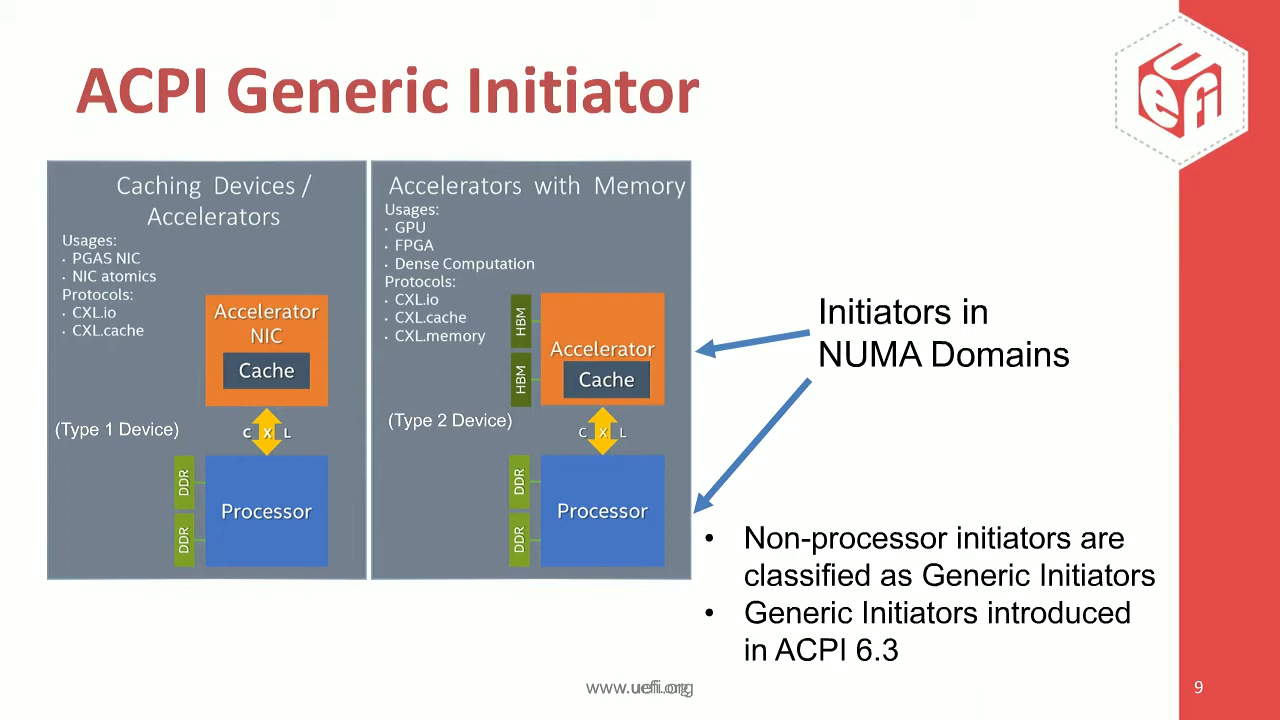 ACPI Generic Initiator
UEFI
Caching Devices /
Accelerators
Usages:
· PGAS NIC
· NIC atomics
Protocols:
· CXL.io
· CXL.cache
Accelerator
NIC
Cache
(Type 1 Device)
C X L
DDR
DDR
Processor
Accelerators with Memory
Usages:
· GPU
· FPGA
· Dense Computation
Protocols:
· CXL.io
· CXL.cache
· CXL.memory
HBM
HBM
Accelerator
Cache
(Type 2 Device)
C X L
DDR
DDR
Processor
Initiators in
NUMA Domains
• Non-processor initiators are
classified as Generic Initiators
• Generic Initiators introduced
in ACPI 6.3
www.uefi.org
9